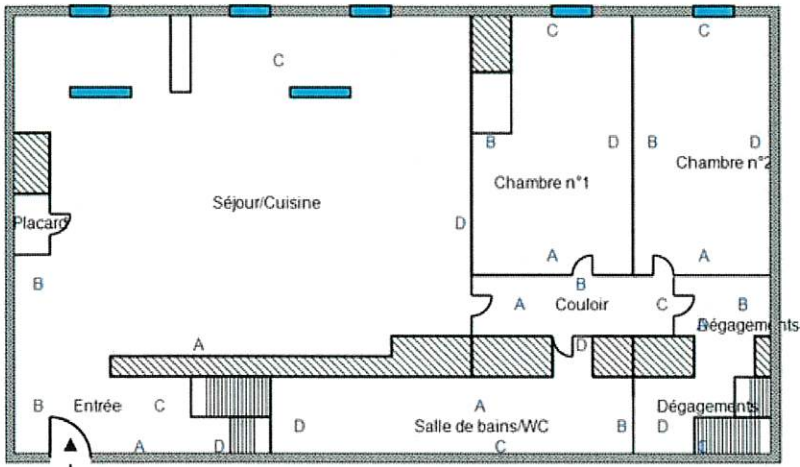 C C C
B D B D
Chambre n°2
Chambre n°1
Séjour/Cuisine
Placard
D
A A
B B
A Couloir C B
Dégagements
A D
B Entrée C A Dégagements
D Salle de bains/WC B D
A D C C